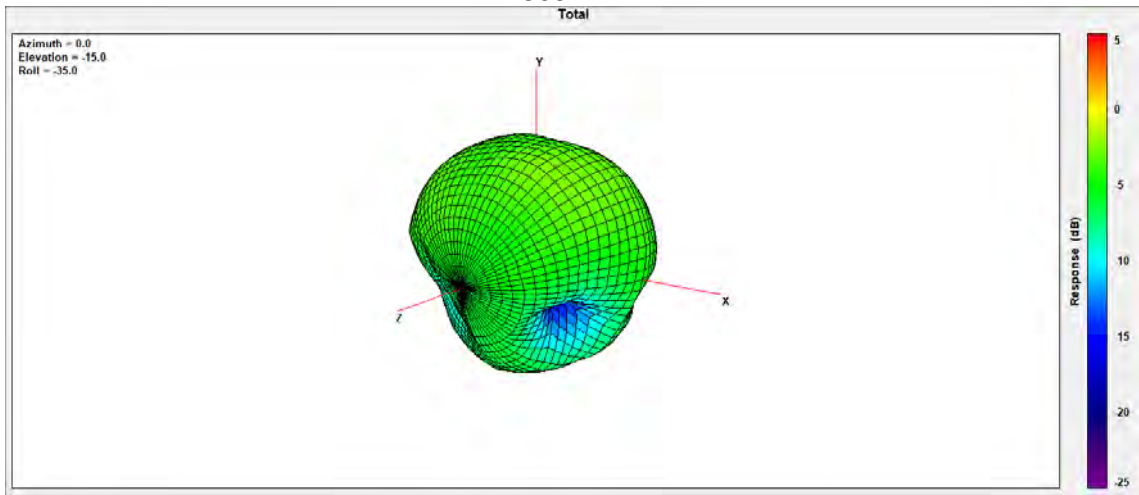 Total
Azimuth = 0.0
Elevation = -15.0
Roll = -35.0
Y
X
Z
5
0
-5
-10
-15
-20
-25
Response (dB)